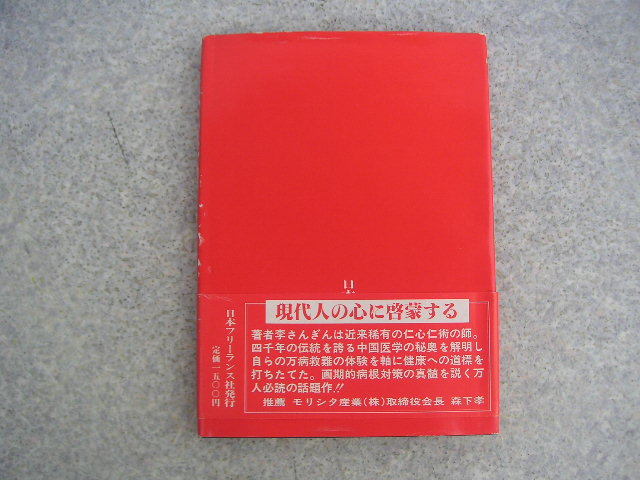 日
現代人の心に啓蒙する
著者李さんぎんは近来稀有の仁心仁術の師。
四千年の伝統を誇る中国医学の秘奥を解明し
自らの万病救難の体験を軸に健康への道標を
打ちたてた。画期的病根対策の真髄を説く万
人必読の話題作!!
推薦 モリシタ産業(株)取締役会長 森下孝
日本フリーランス社発行
定価一五〇〇円